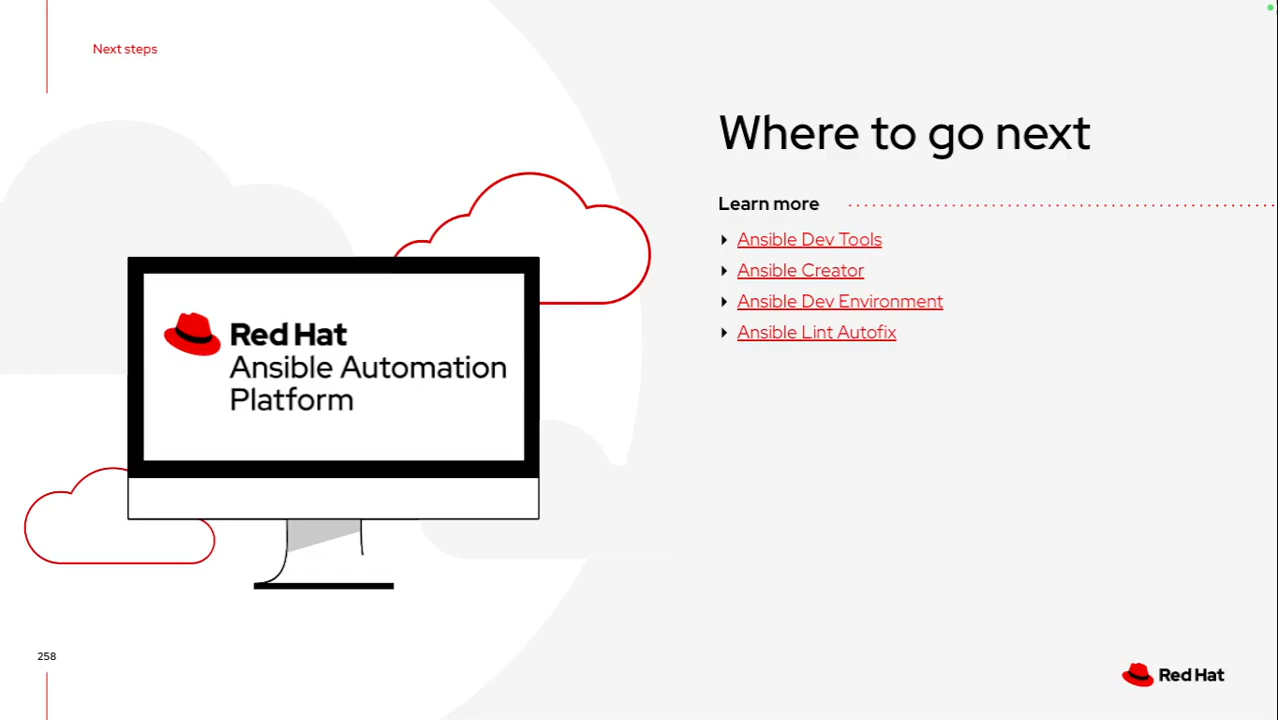 Next steps
Where to go next
Learn more
Ansible Dev Tools
Ansible Creator
Ansible Dev Environment
Ansible Lint Autofix
Red Hat
Ansible Automation
Platform
258
Red Hat